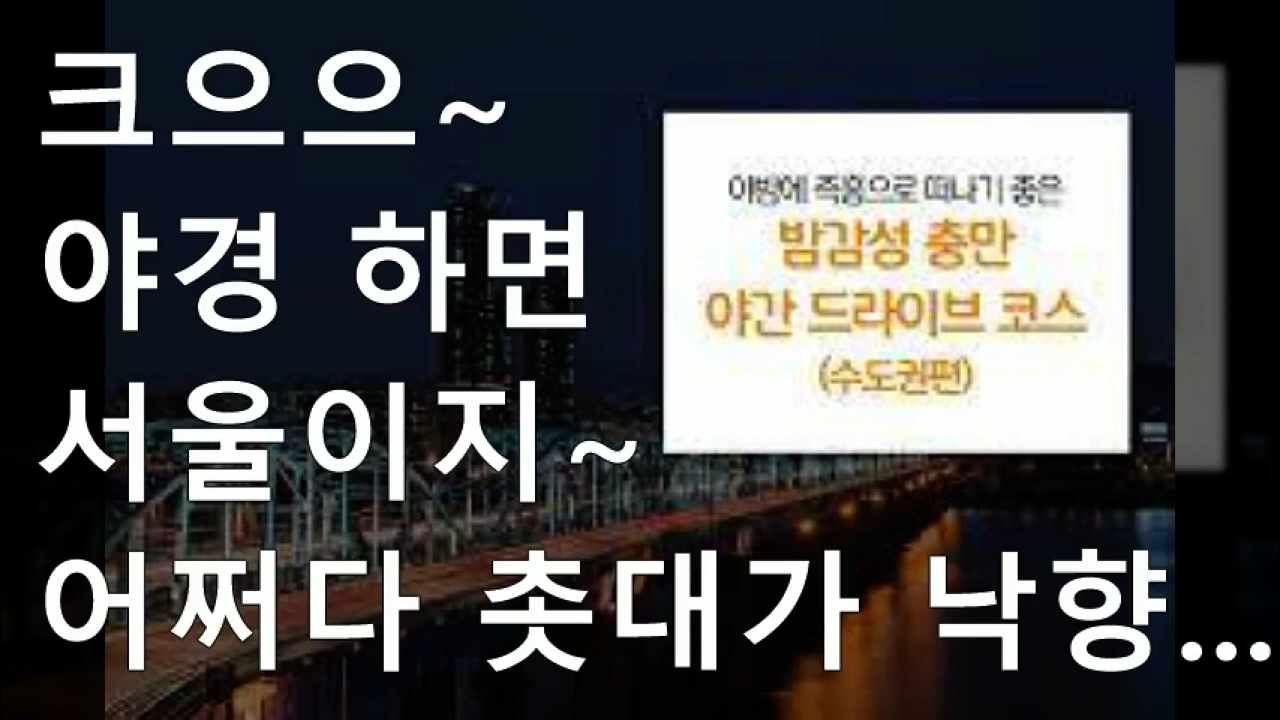 크으으~
야경 하면
서울이지~
어쩌다 촛대가 낙향...
야밤에 즉흥으로 떠나기 좋은
밤감성 충만
야간 드라이브 코스
(수도권편)